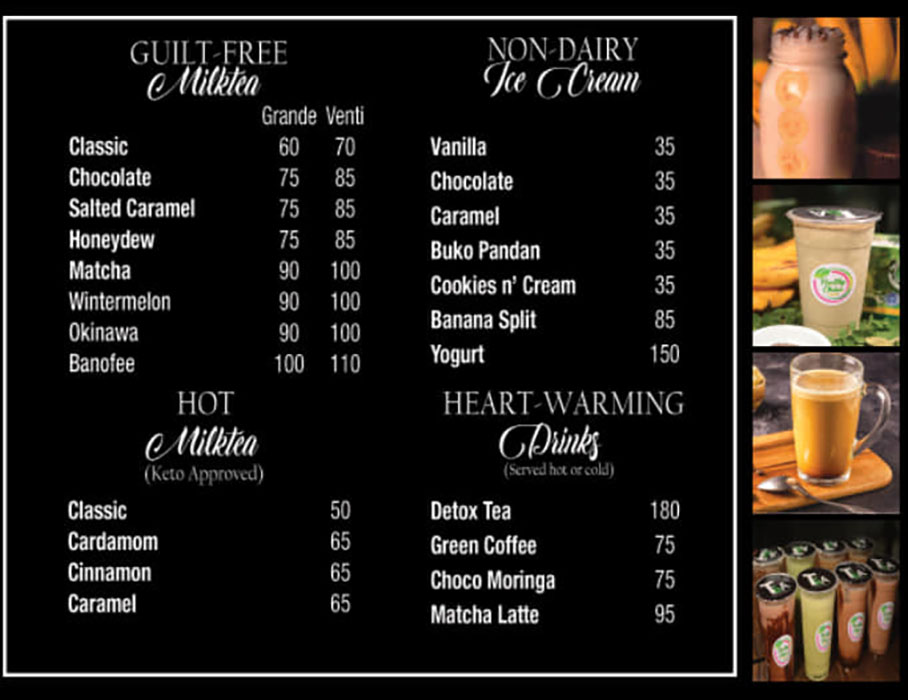 GUILT-FREE
Milktea
Grande Venti
Classic 60 70
Chocolate 75 85
Salted Caramel 75 85
Honeydew 75 85
Matcha 90 100
Wintermelon 90 100
Okinawa 90 100
Banofee 100 110
HOT
Milktea
(Keto Approved)
Classic 50
Cardamom 65
Cinnamon 65
Caramel 65
NON-DAIRY
Ice Cream
Vanilla 35
Chocolate 35
Caramel 35
Buko Pandan 35
Cookies n' Cream 35
Banana Split 85
Yogurt 150
HEART-WARMING
Drinks
(Served hot or cold)
Detox Tea 180
Green Coffee 75
Choco Moringa 75
Matcha Latte 95